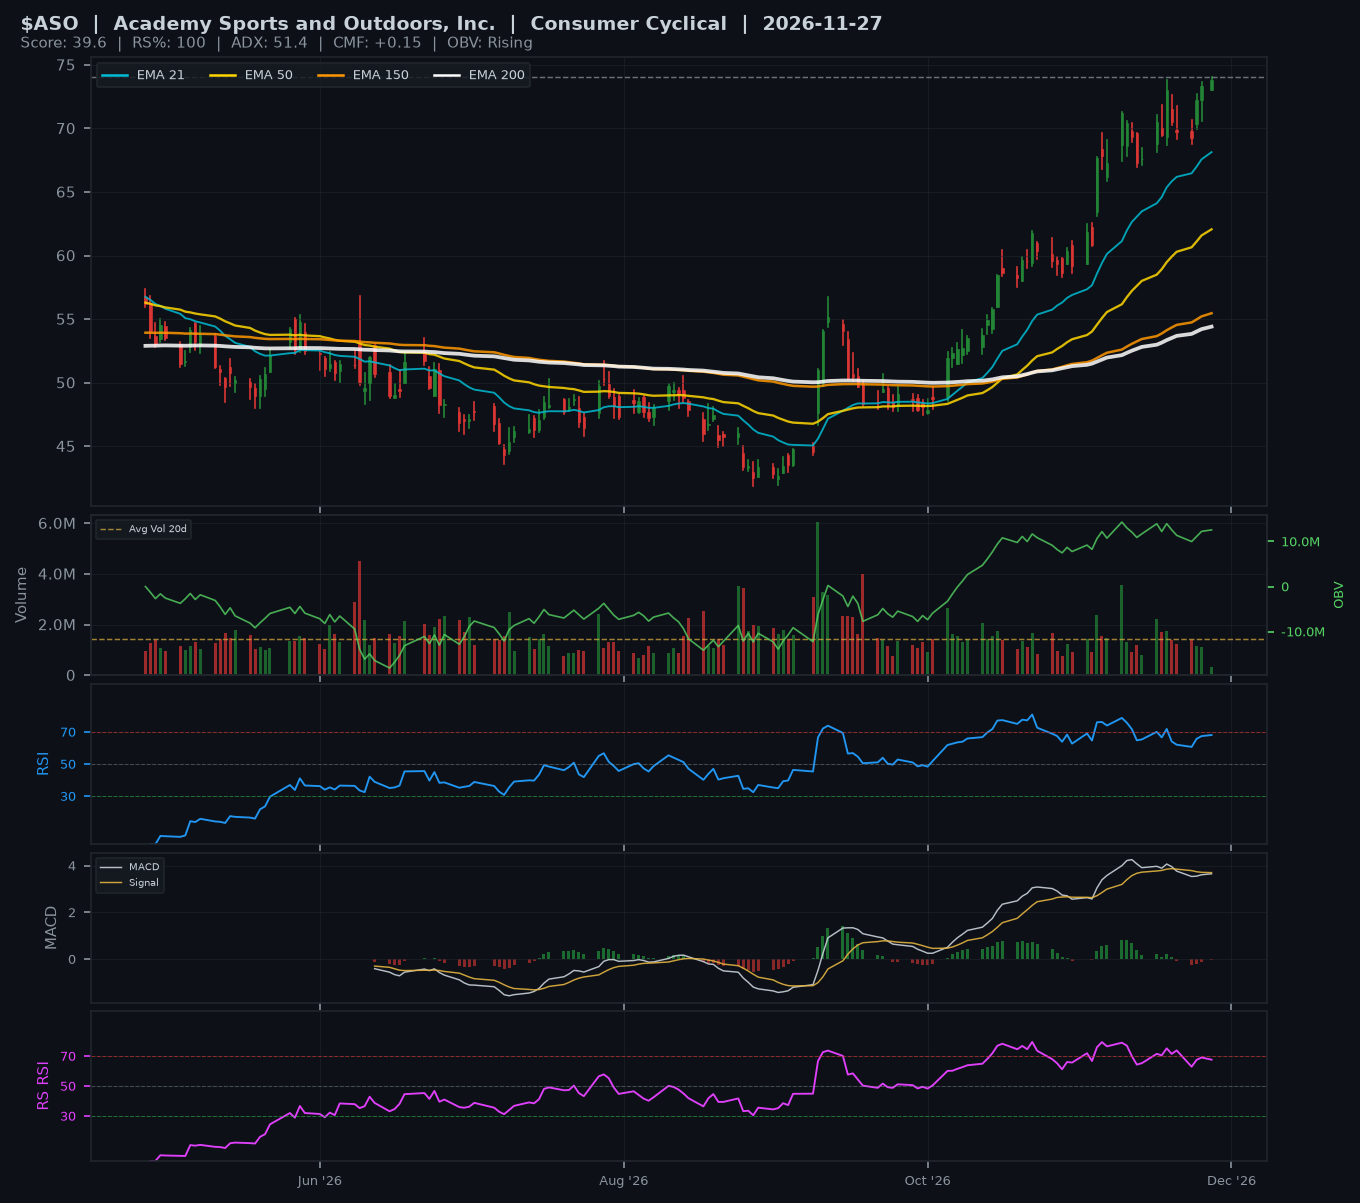 $ASO | Academy Sports and Outdoors, Inc. | Consumer Cyclical | 2026-11-27
Score: 39.6 | RS%: 100 | ADX: 51.4 | CMF: +0.15 | OBV: Rising
EMA 21 EMA 50 EMA 150 EMA 200
75
70
65
60
55
50
45
Avg Vol 20d
Volume
6.0M
4.0M
2.0M
0
10.0M
0
-10.0M
OBV
RSI
70
50
30
MACD
Signal
MACD
4
2
0
RS RSI
70
50
30
Jun '26 Aug '26 Oct '26 Dec '26